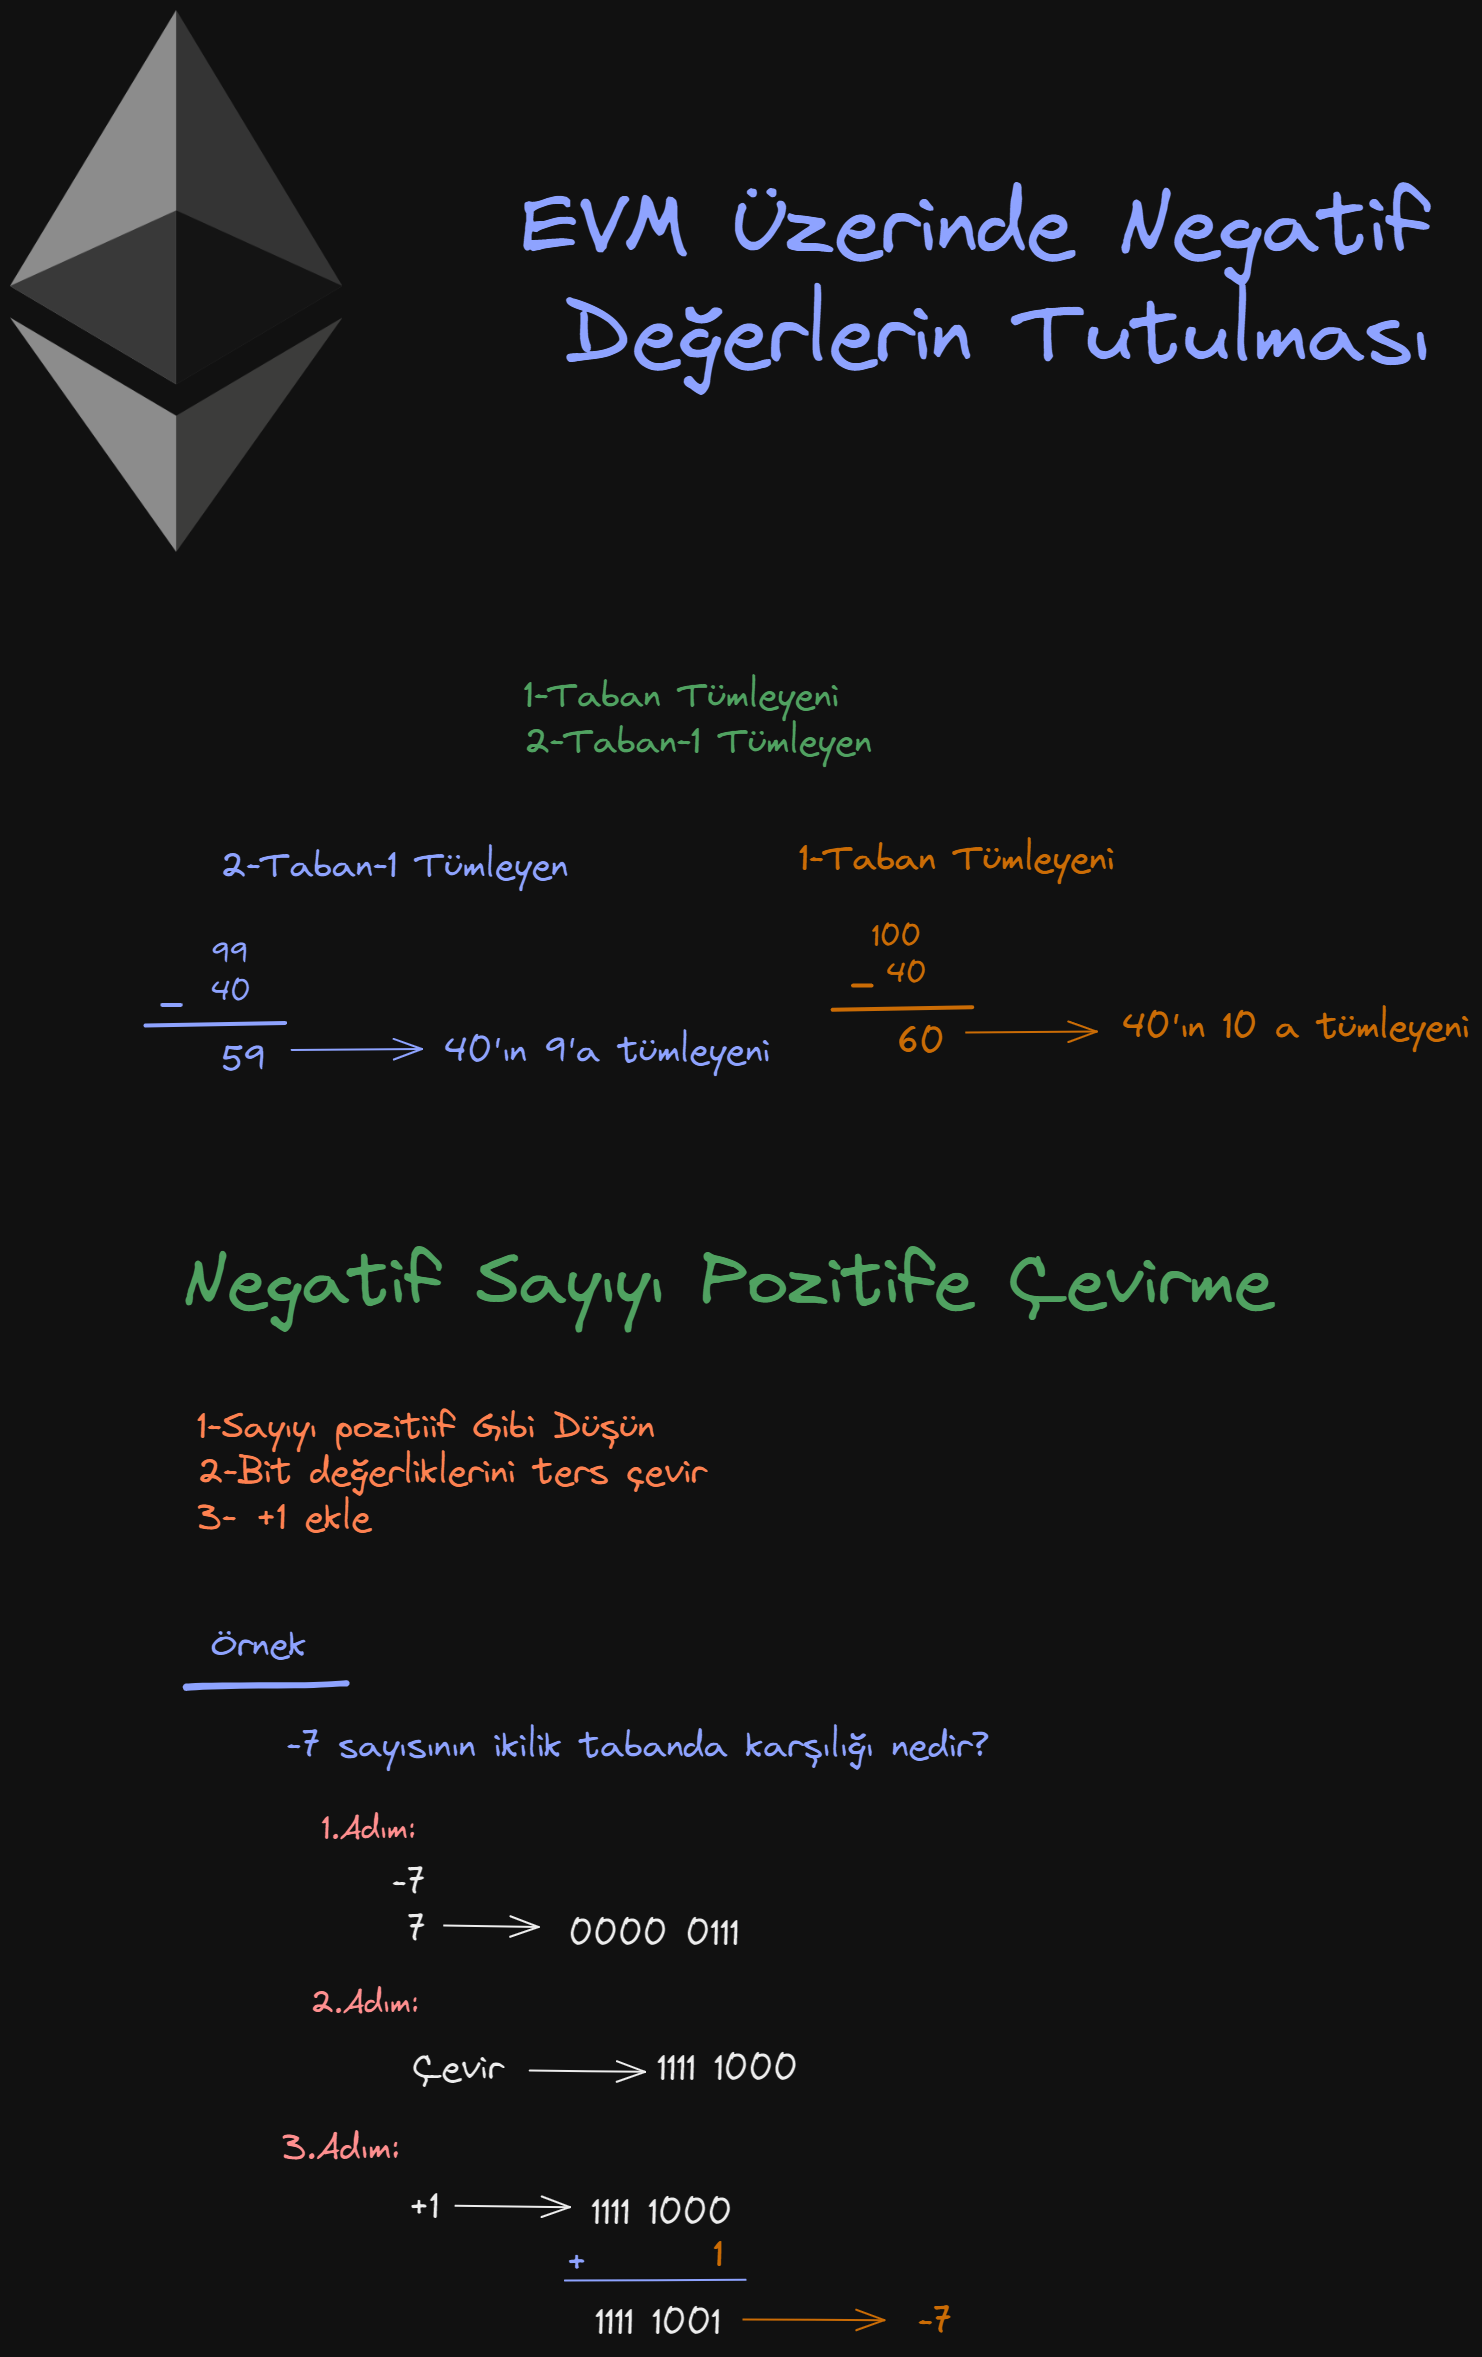 EVM Üzerinde Negatif
Değerlerin Tutulması
1-Taban Tümleyeni
2-Taban-1 Tümleyen
2-Taban-1 Tümleyen
99
- 40
59
40'ın 9'a tümleyeni
1-Taban Tümleyeni
100
- 40
60
40'ın 10 a tümleyeni
Negatif Sayıyı Pozitife Çevirme
1-Sayıyı pozitiif Gibi Düşün
2-Bit değerliklerini ters çevir
3- +1 ekle
Örnek
-7 sayısının ikilik tabanda karşılığı nedir?
1.Adım:
-7
7 0000 0111
2.Adım:
Çevir 1111 1000
3.Adım:
+1 1111 1000
+ 1
1111 1001 -7